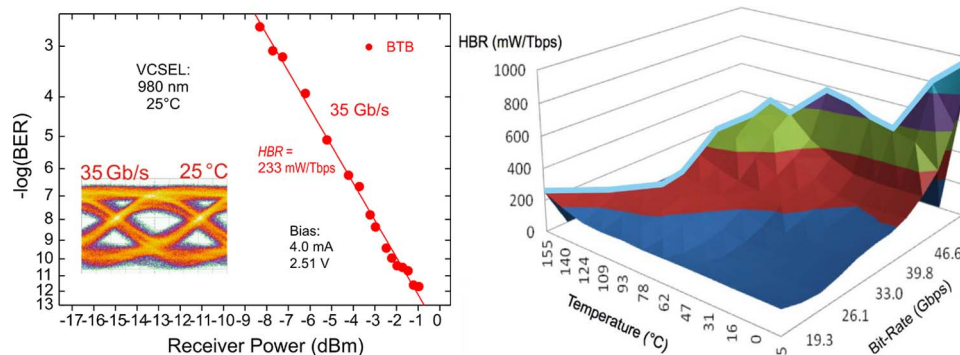 3
4
5
6
7
8
9
10
11
12
13
-log(BER)
VCSEL:
980 nm
25°C
BTB
35 Gb/s
HBR =
233 mW/Tbps
35 Gb/s 25 °C
Bias:
4.0 mA
2.51 V
-17-16-15-14-13-12-11-10 -9 -8 -7 -6 -5 -4 -3 -2 -1 0
Receiver Power (dBm)
HBR (mW/Tbps)
1000
800
600
400
200
0
155
140
124
109
93
78
62
47
31
16
0
Temperature (°C)
5
19.3
26.1
33.0
39.8
46.6
Bit-Rate (Gbps)